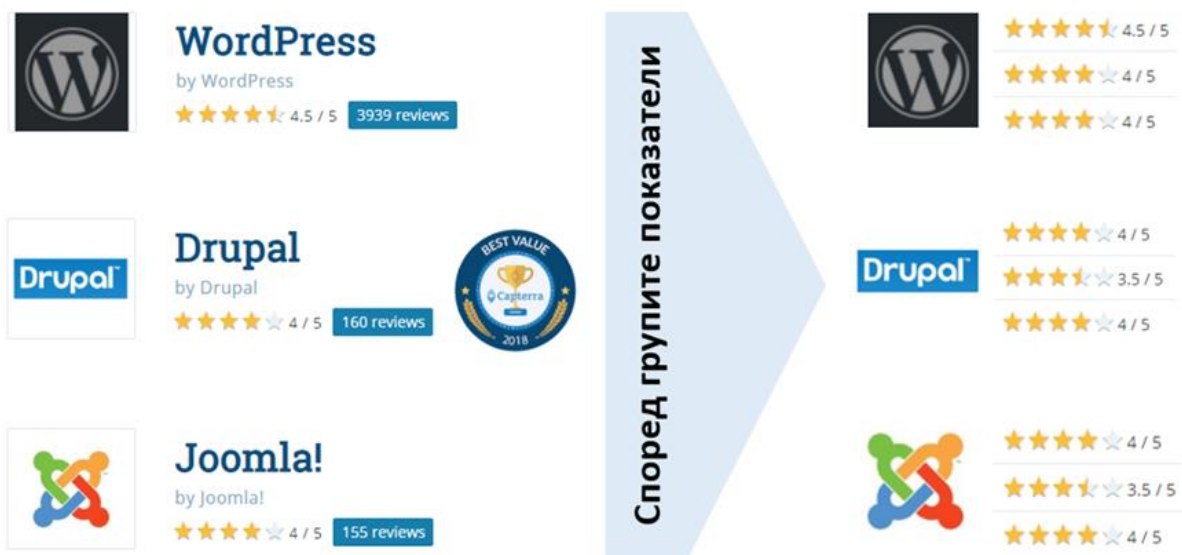 WordPress
by WordPress
4.5 / 5 3939 reviews
Drupal™
Drupal
by Drupal
4 / 5 160 reviews
BEST VALUE
Capterra
2018
Joomla!
by Joomla!
4 / 5 155 reviews
Според групите показатели
4.5 / 5
4 / 5
4 / 5
Drupal™
4 / 5
3.5 / 5
4 / 5
4 / 5
3.5 / 5
4 / 5